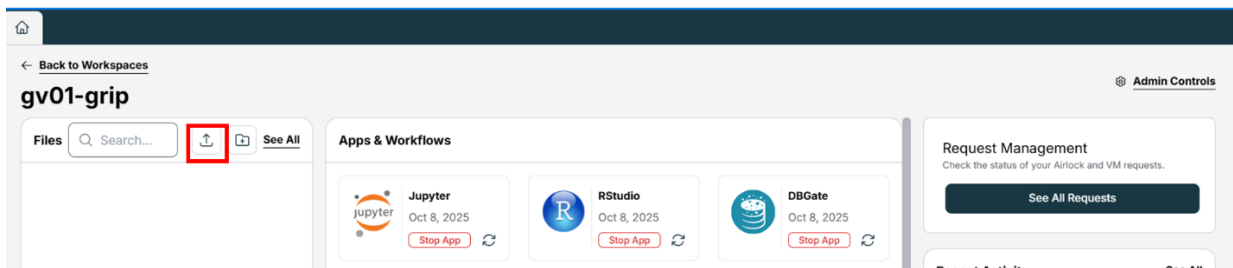 ← Back to Workspaces
gv01-grip
Admin Controls
Files
Search...
See All
Apps & Workflows
jupyter
Jupyter
Oct 8, 2025
Stop App
R
RStudio
Oct 8, 2025
Stop App
DBGate
Oct 8, 2025
Stop App
Request Management
Check the status of your Airlock and VM requests.
See All Requests